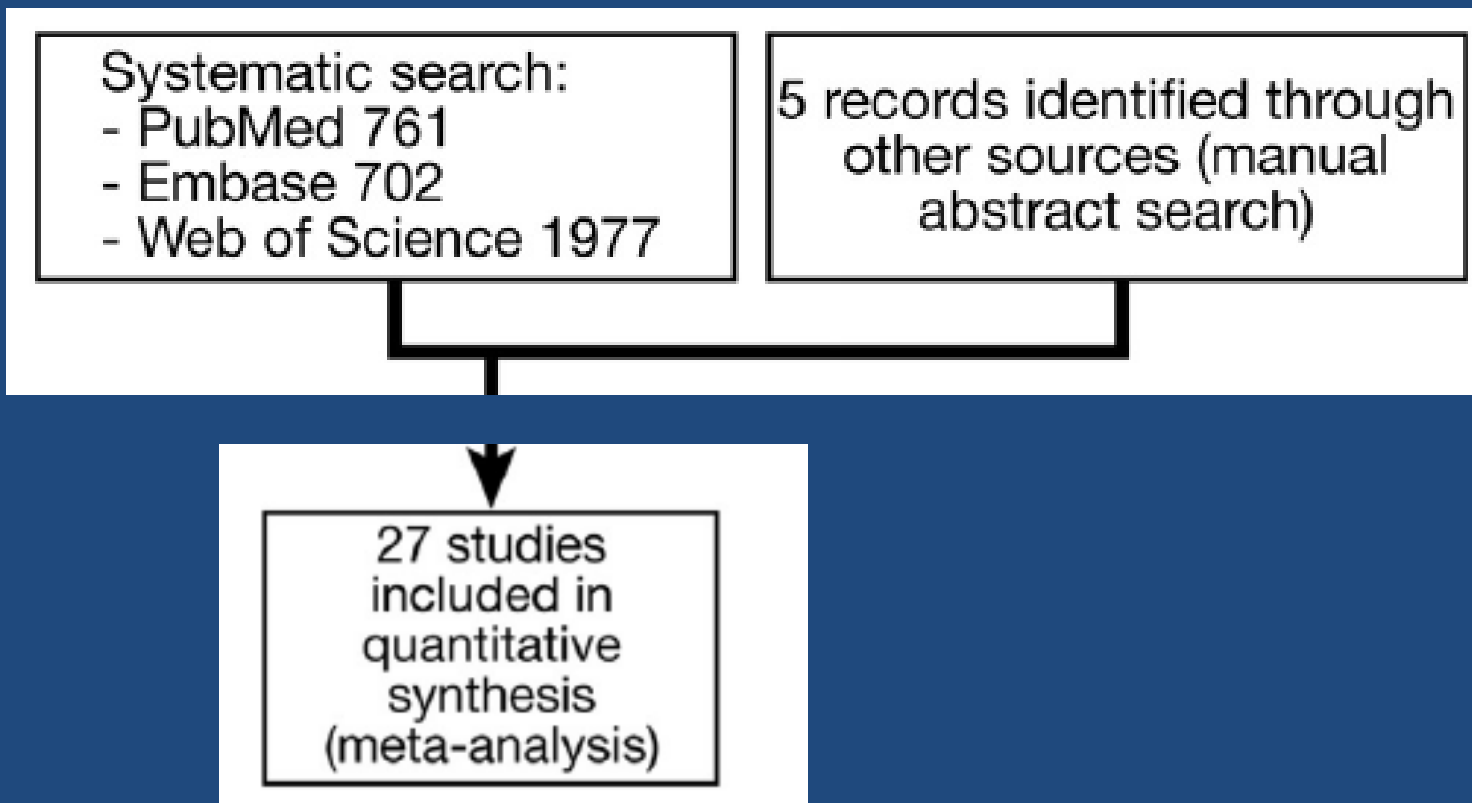 Systematic search:
- PubMed 761
- Embase 702
- Web of Science 1977
5 records identified through
other sources (manual
abstract search)
27 studies
included in
quantitative
synthesis
(meta-analysis)